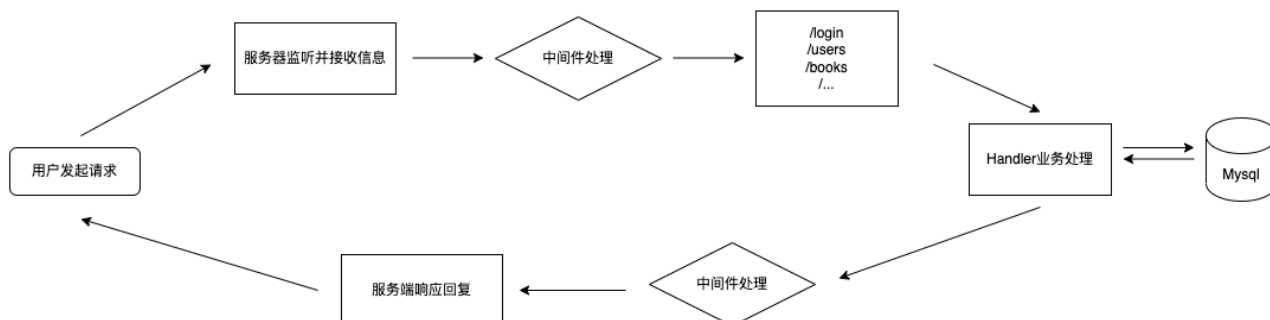 服务器监听并接收信息
中间件处理
/login
/users
/books
/...
用户发起请求
Handler业务处理
Mysql
服务端响应回复
中间件处理